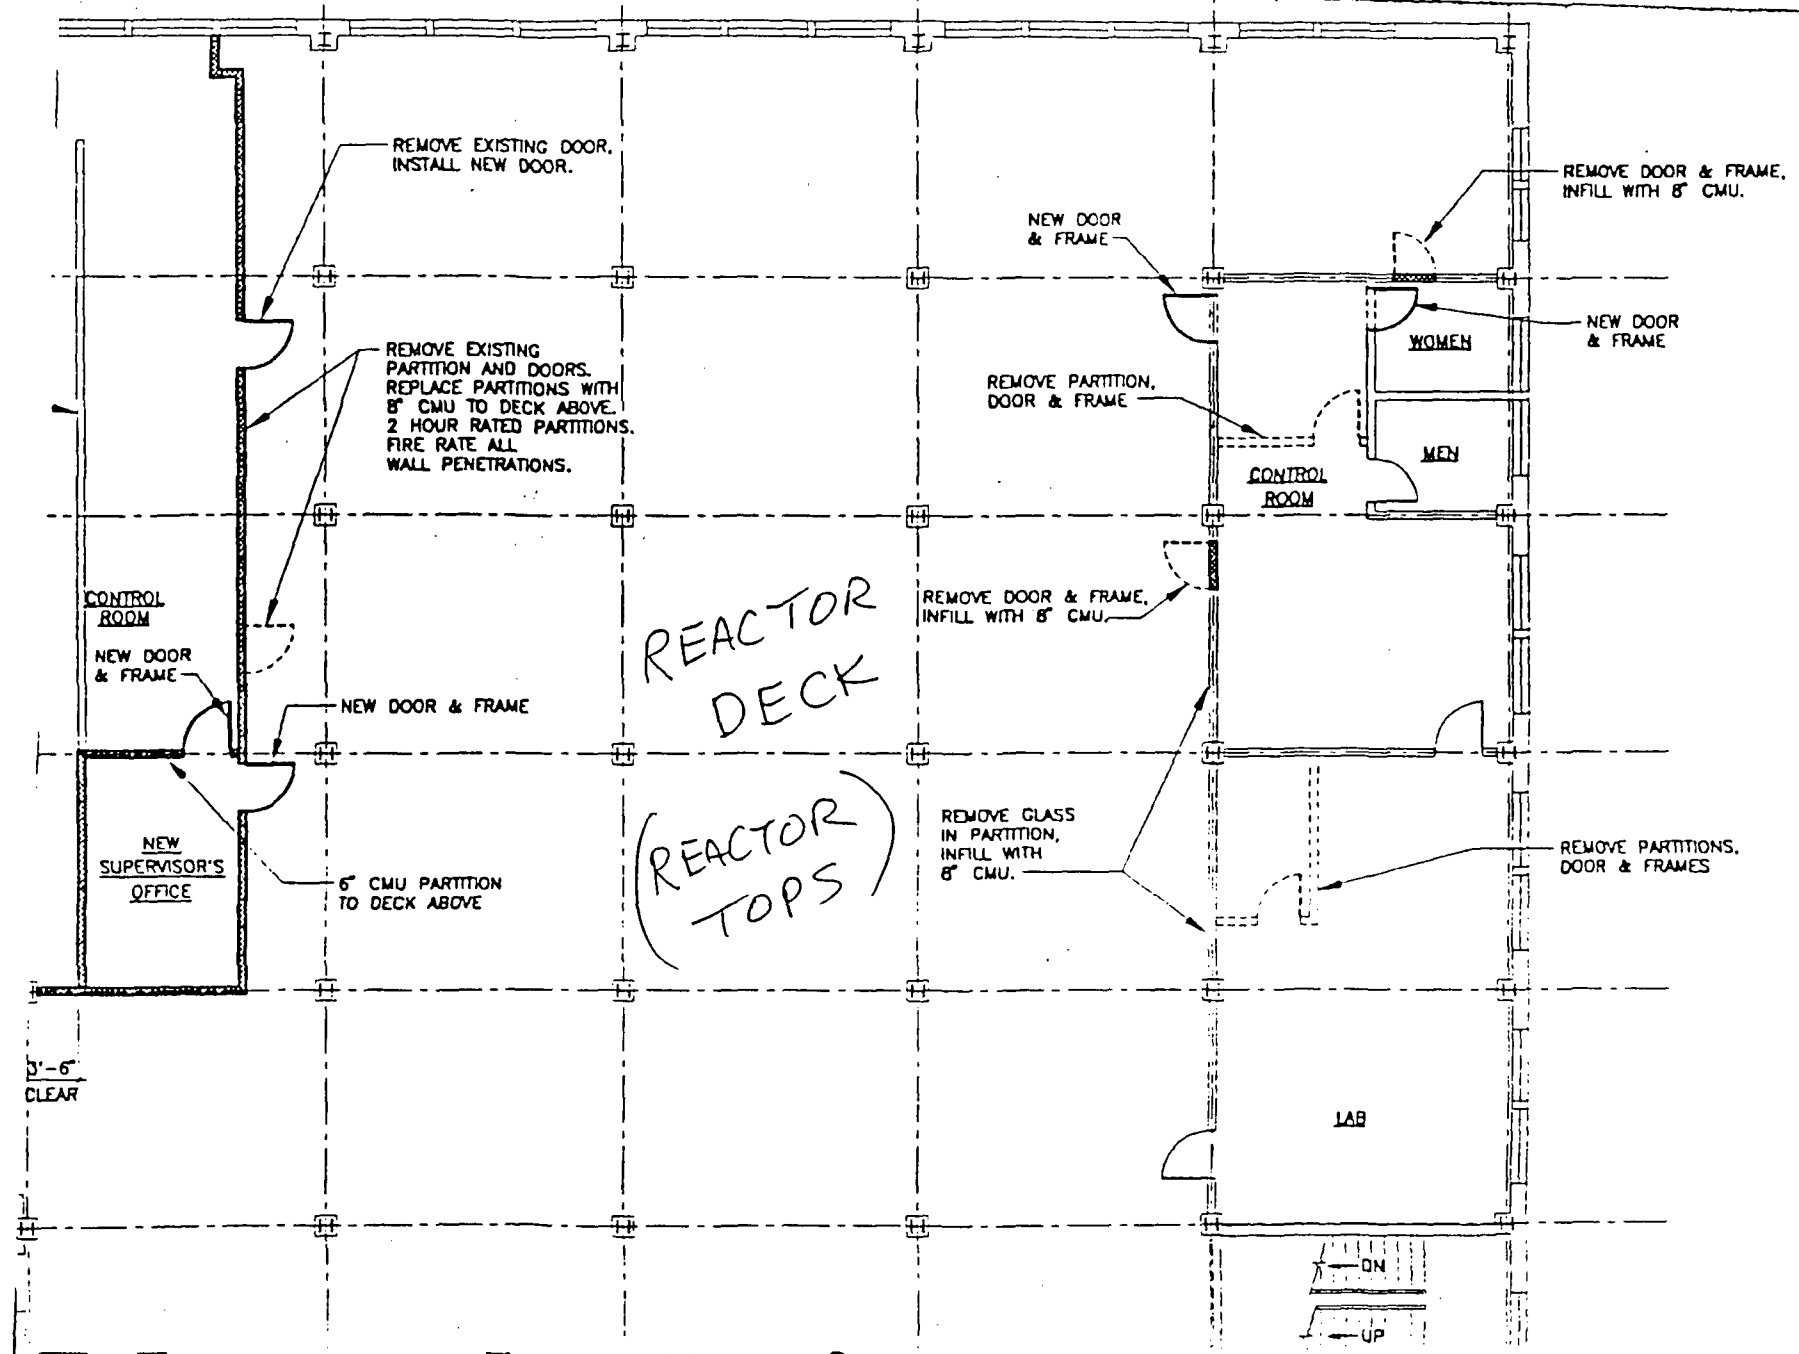 REMOVE EXISTING DOOR,
INSTALL NEW DOOR.
REMOVE DOOR & FRAME,
INFILL WITH 8" CMU.
NEW DOOR
& FRAME
NEW DOOR
& FRAME
WOMEN
REMOVE EXISTING
PARTITION AND DOORS.
REPLACE PARTITIONS WITH
8" CMU TO DECK ABOVE.
2 HOUR RATED PARTITIONS.
FIRE RATE ALL
WALL PENETRATIONS.
REMOVE PARTITION,
DOOR & FRAME
MEN
CONTROL
ROOM
CONTROL
ROOM
REMOVE DOOR & FRAME,
INFILL WITH 8" CMU.
REACTOR
DECK
NEW DOOR
& FRAME
NEW DOOR & FRAME
(REACTOR
TOPS)
REMOVE GLASS
IN PARTITION,
INFILL WITH
8" CMU.
REMOVE PARTITIONS,
DOOR & FRAMES
NEW
SUPERVISOR'S
OFFICE
6" CMU PARTITION
TO DECK ABOVE
3'-6"
CLEAR
LAB
DN
UP